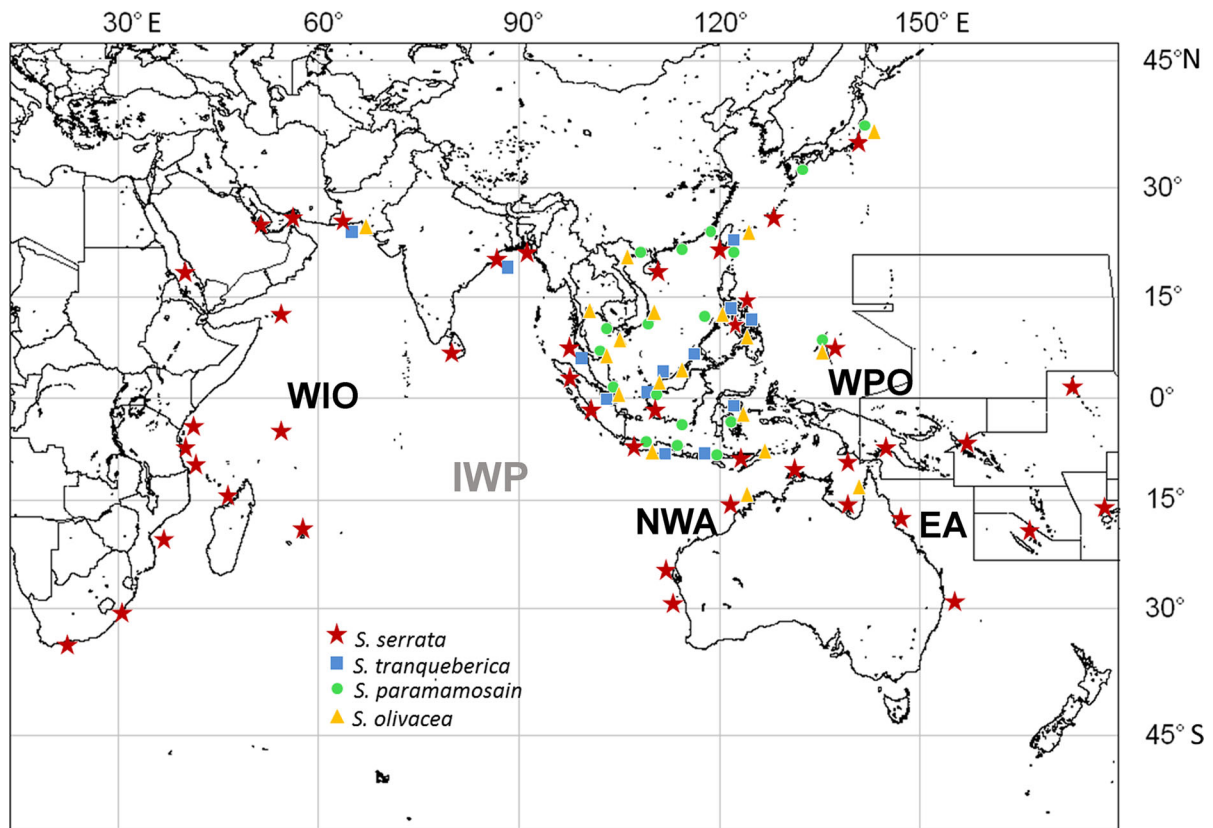 30° E 60° 90° 120° 150° E
45° N
30°
15°
WIO
WPO
0°
IWP
NWA
EA
15°
30°
S. serrata
S. tranqueberica
S. paramamosain
S. olivacea
45° S